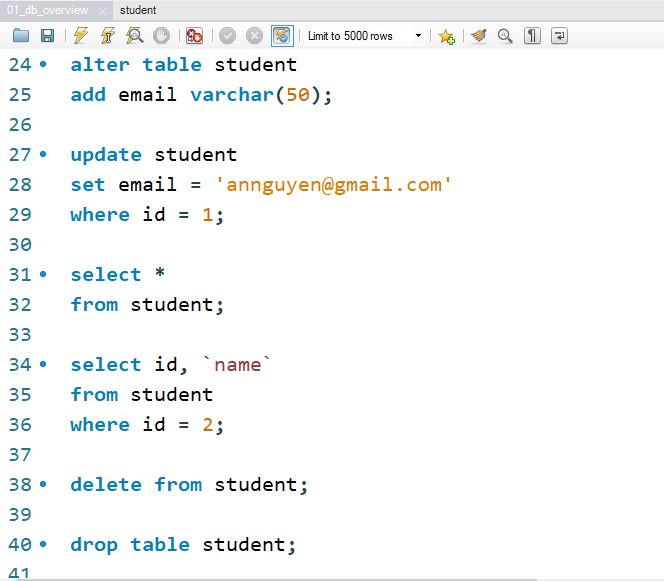 01_db_overview
student
Limit to 5000 rows
24 alter table student
25 add email varchar(50);
26
27 update student
28 set email = 'annguyen@gmail.com'
29 where id = 1;
30
31 select *
32 from student;
33
34 select id, `name`
35 from student
36 where id = 2;
37
38 delete from student;
39
40 drop table student;
41